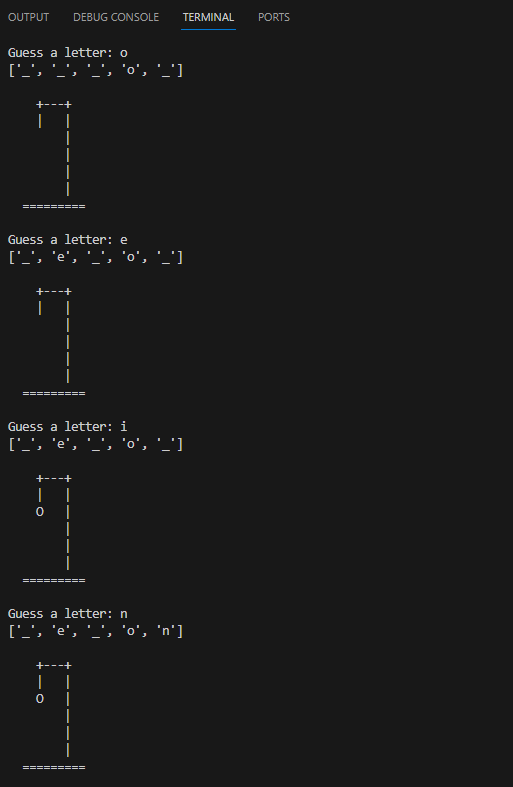 OUTPUT DEBUG CONSOLE TERMINAL PORTS
Guess a letter: o
['_', '_', '_', 'o', '_']
    +---+
    |   |
        |
        |
        |
        |
  =========
Guess a letter: e
['_', 'e', '_', 'o', '_']
    +---+
    |   |
        |
        |
        |
        |
  =========
Guess a letter: i
['_', 'e', '_', 'o', '_']
    +---+
    |   |
    O   |
        |
        |
        |
  =========
Guess a letter: n
['_', 'e', '_', 'o', 'n']
    +---+
    |   |
    O   |
        |
        |
        |
  =========